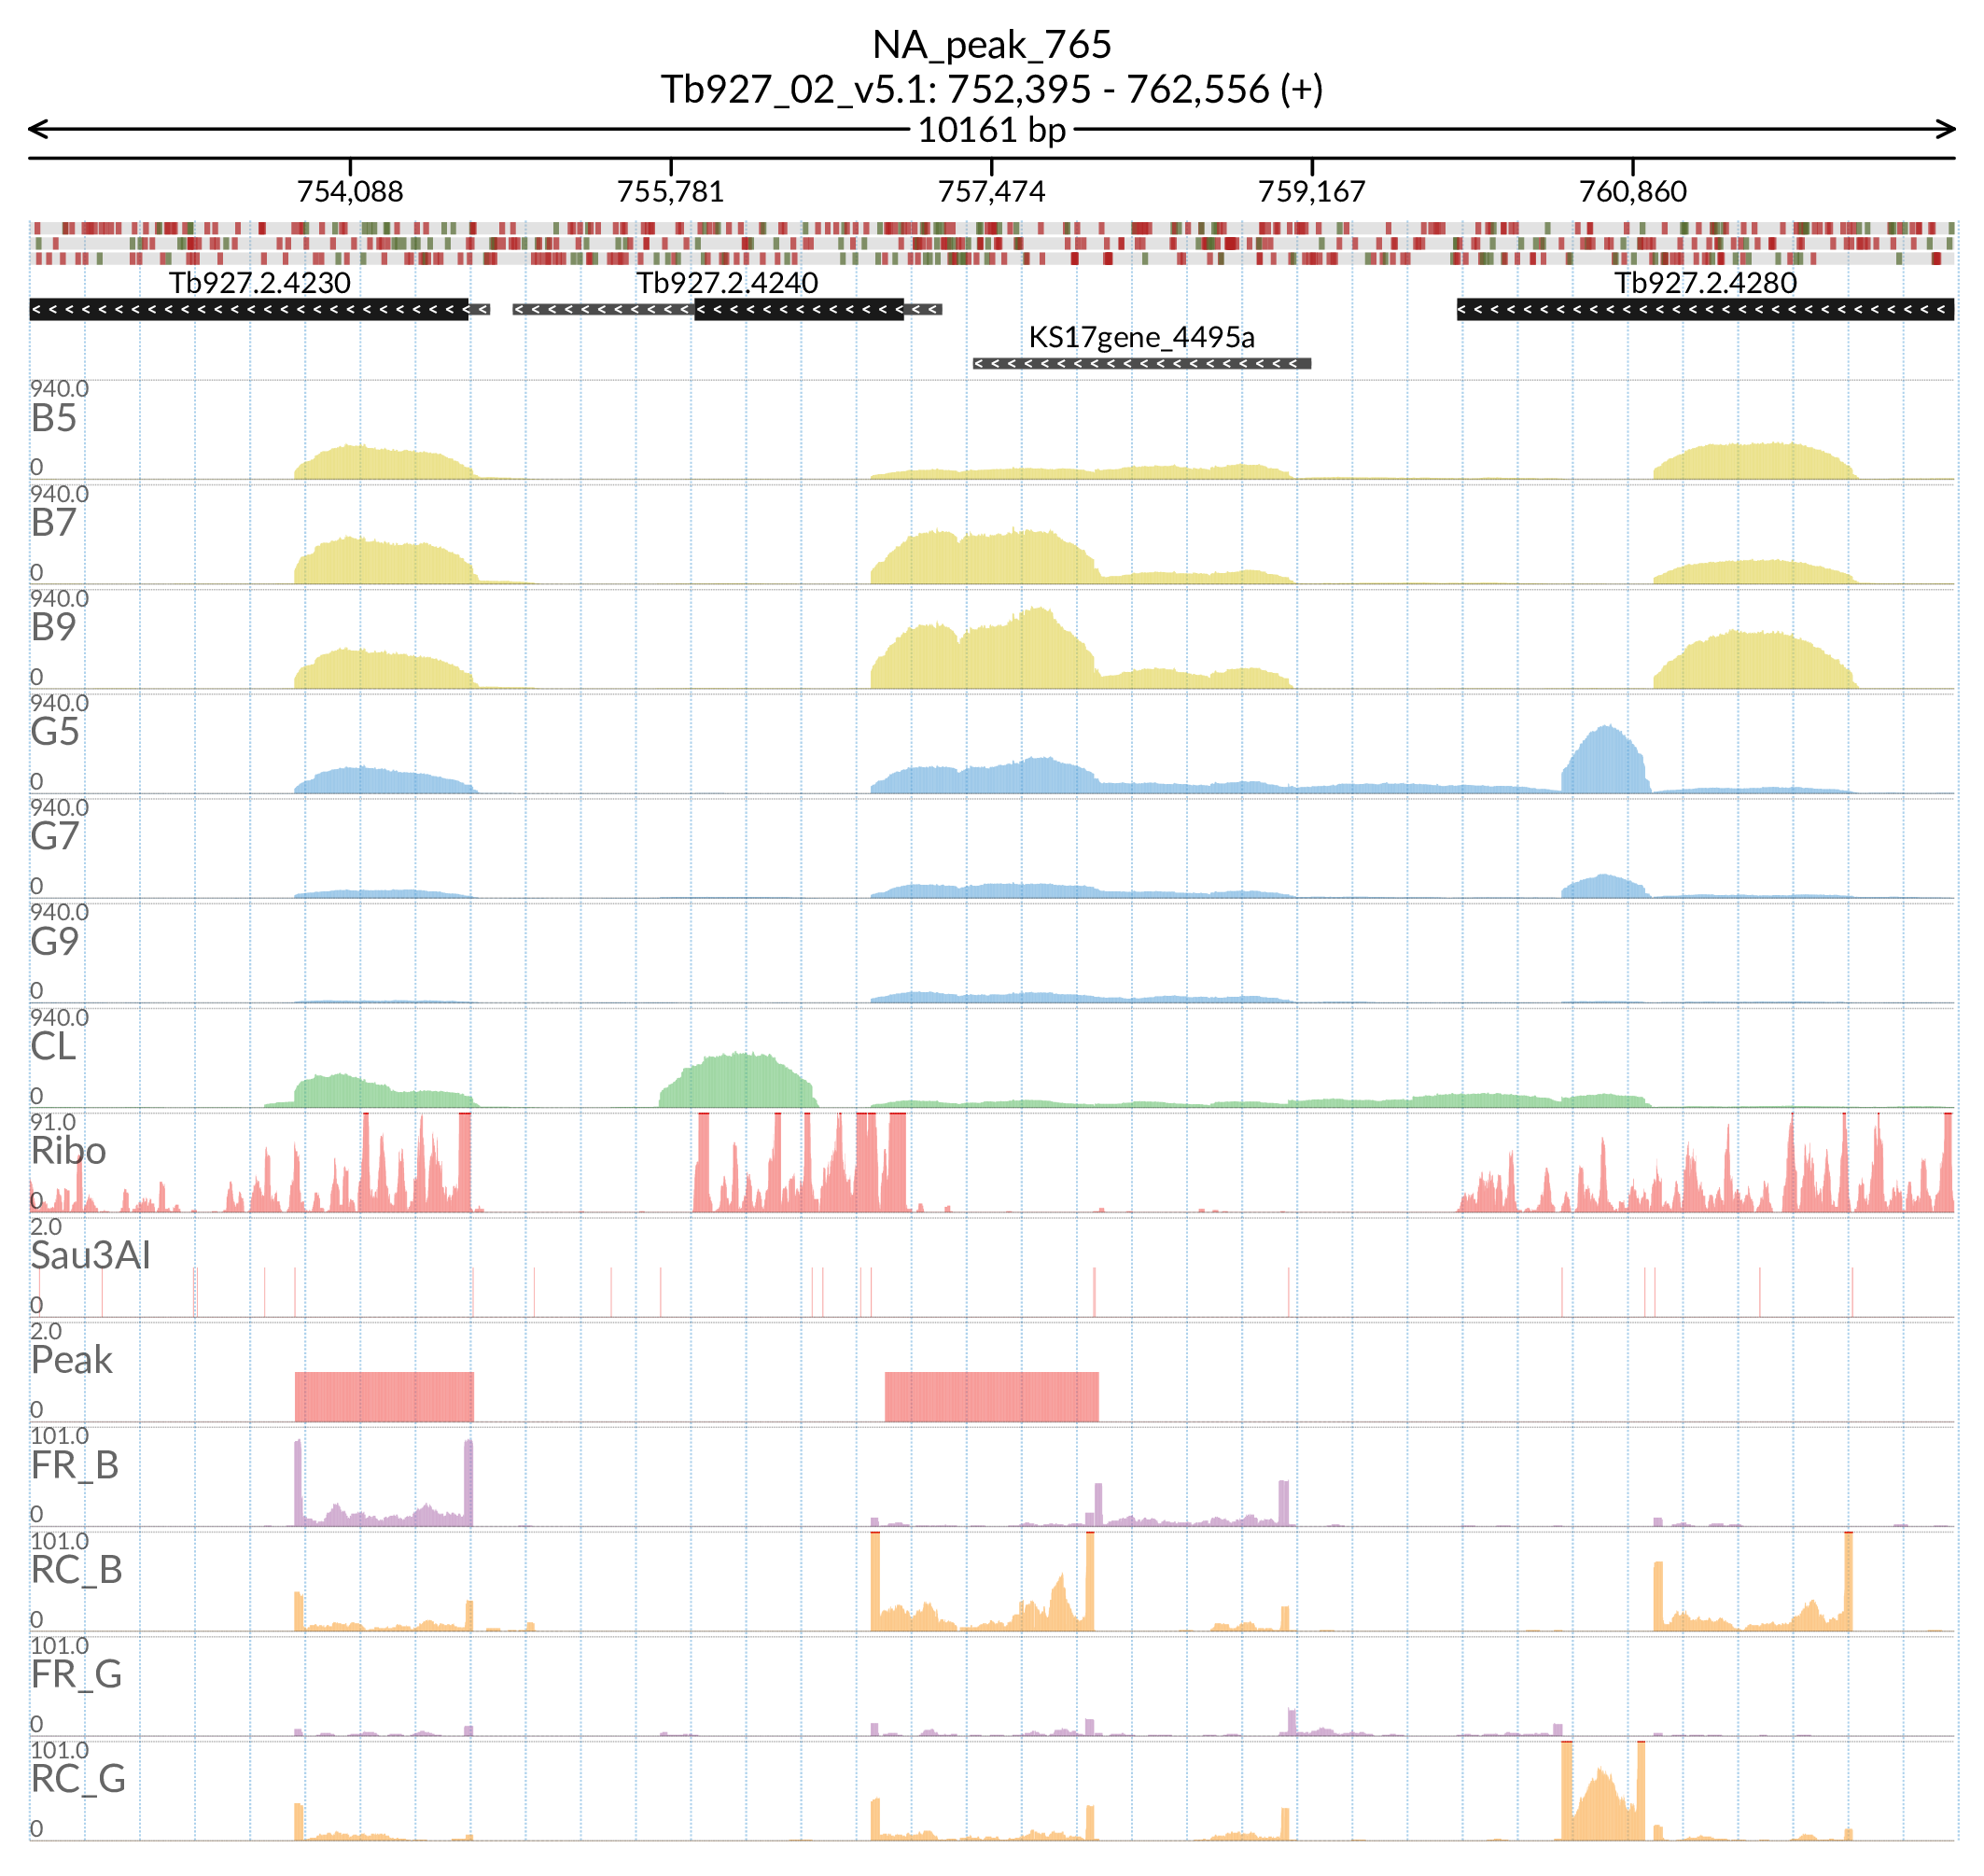 NA_peak_765
Tb927_02_v5.1: 752,395 - 762,556 (+)
10161 bp
754,088 755,781 757,474 759,167 760,860
Tb927.2.4230 Tb927.2.4240 Tb927.2.4280
KS17gene_4495a
940.0
B5
0
940.0
B7
0
940.0
B9
0
940.0
G5
0
940.0
G7
0
940.0
G9
0
940.0
CL
0
91.0
Ribo
0
2.0
Sau3AI
0
2.0
Peak
0
101.0
FR_B
0
101.0
RC_B
0
101.0
FR_G
0
101.0
RC_G
0